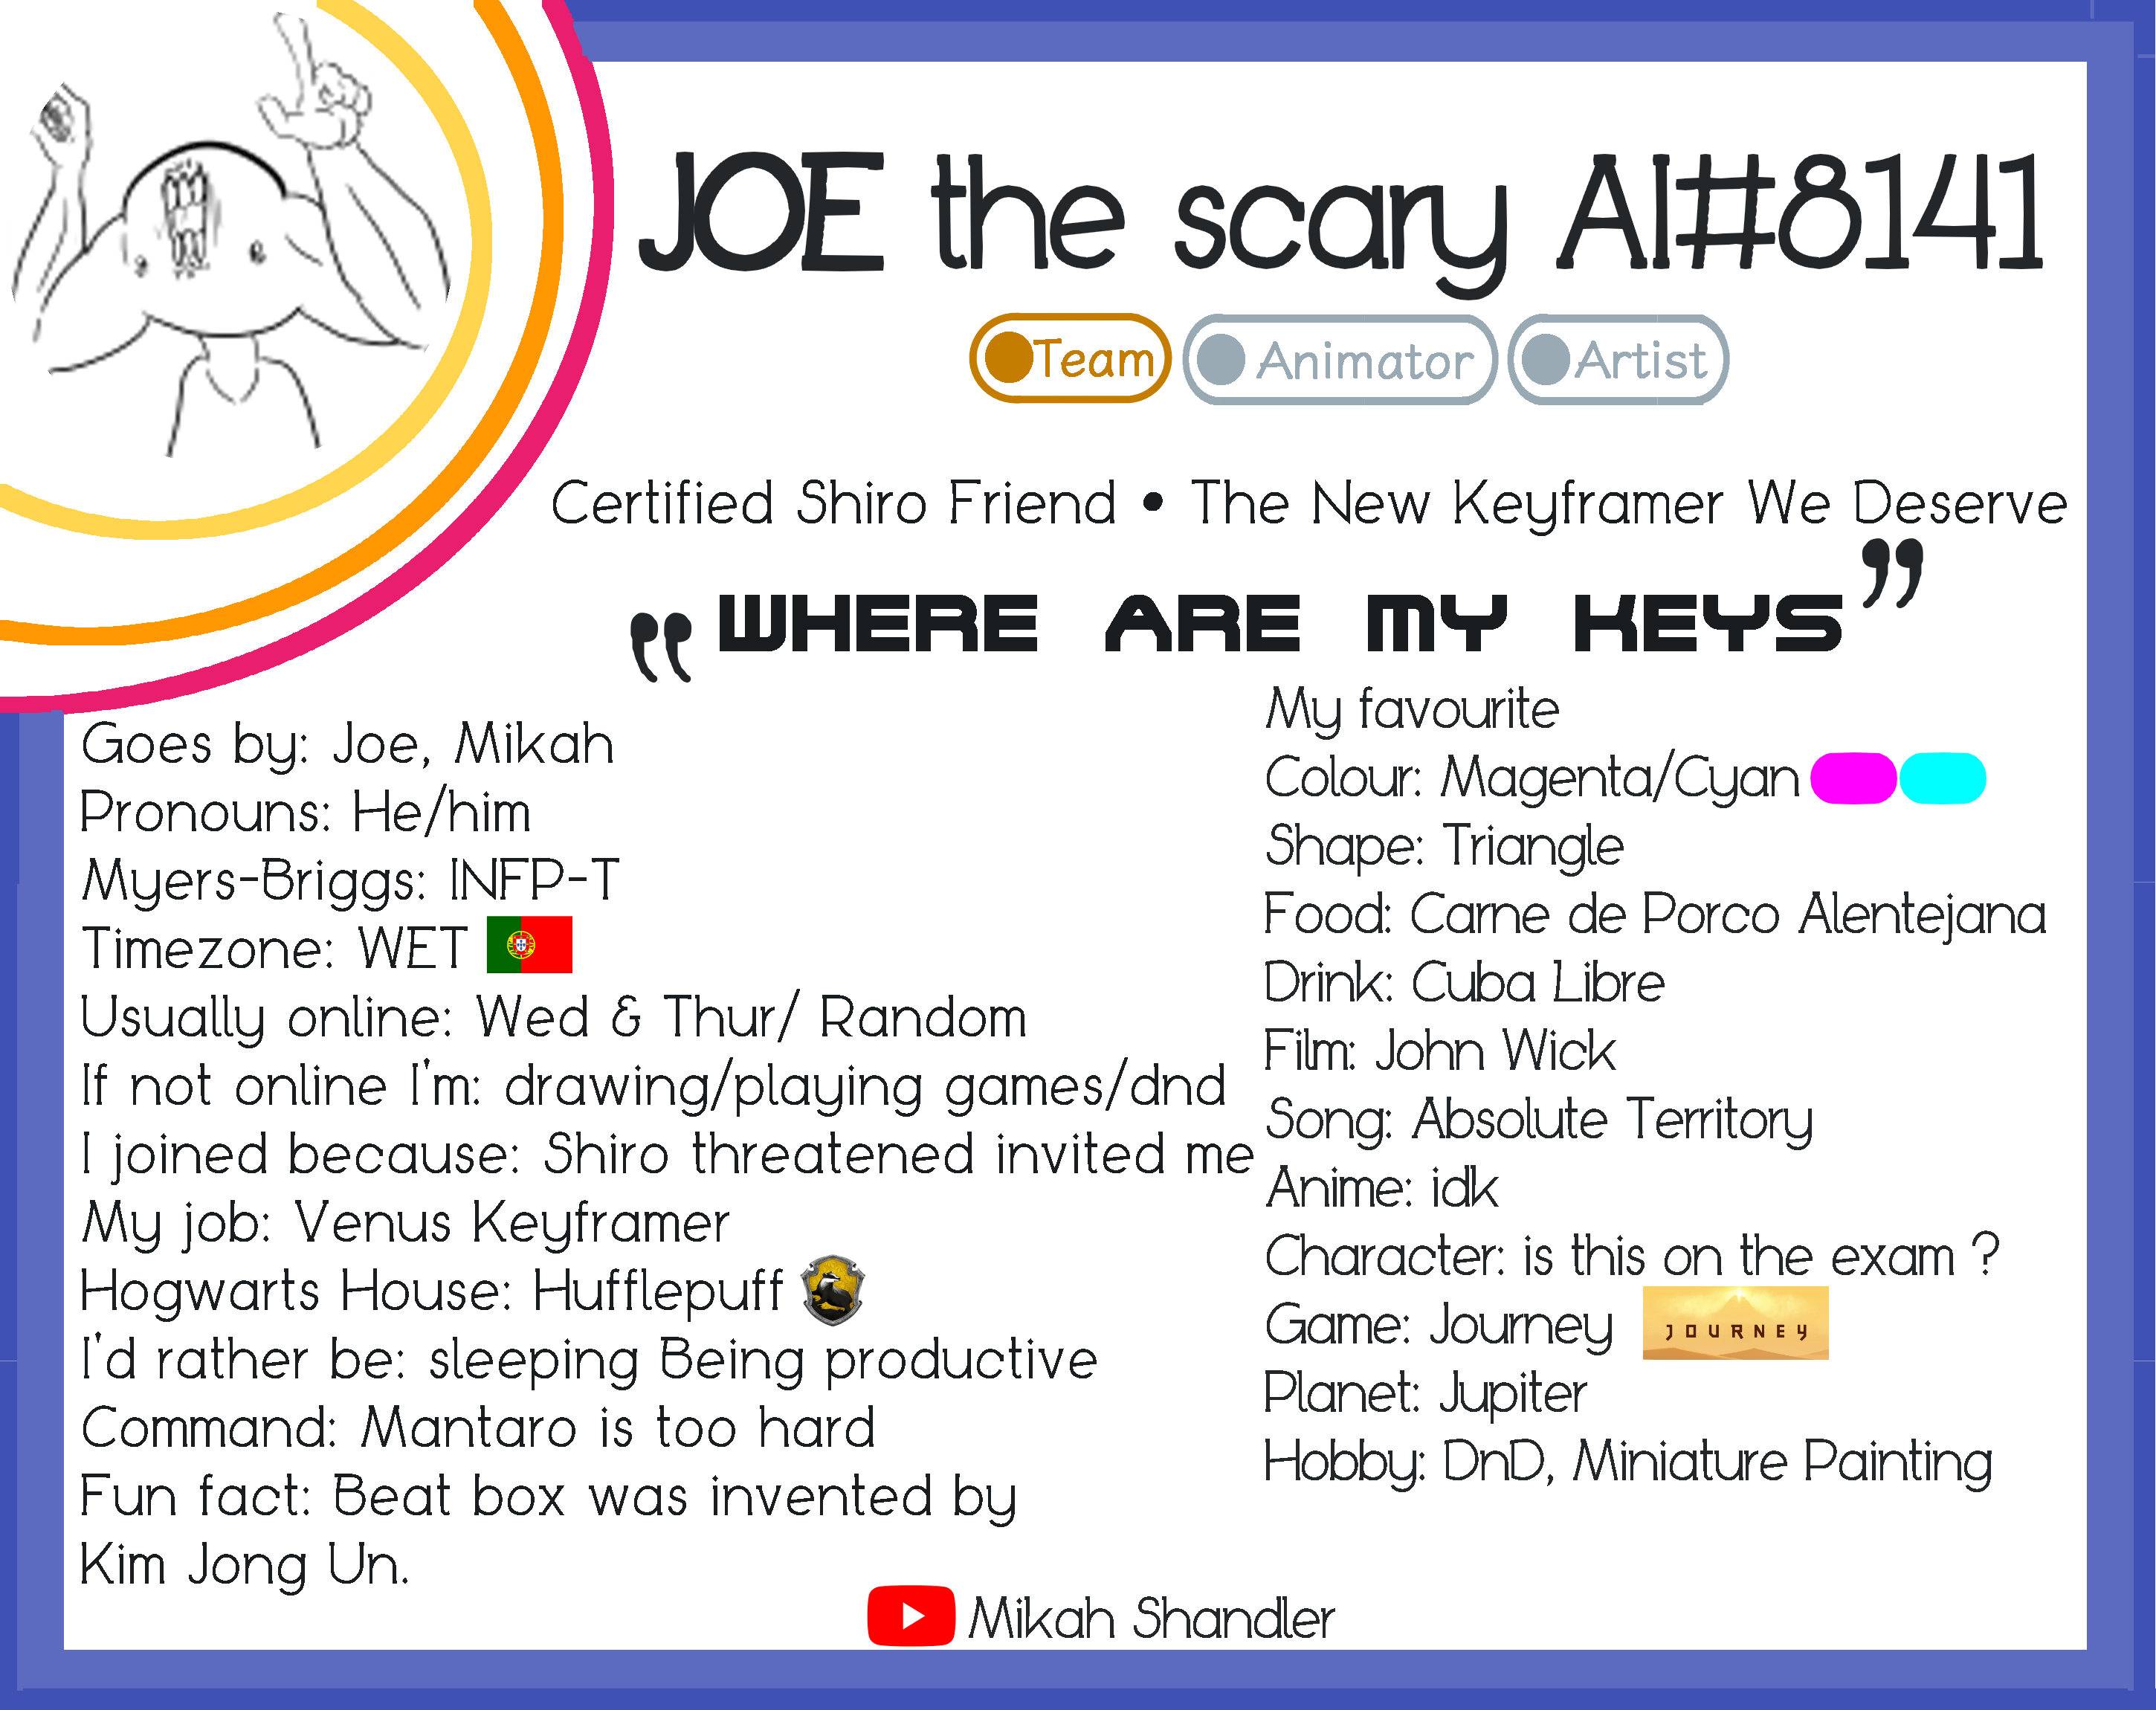 JOE the scary AI#8141
Team Animator Artist
Certified Shiro Friend • The New Keyframer We Deserve
„WHERE ARE MY KEYS”
Goes by: Joe, Mikah
Pronouns: He/him
Myers-Briggs: INFP-T
Timezone: WET
Usually online: Wed & Thur/ Random
If not online I'm: drawing/playing games/dnd
I joined because: Shiro threatened invited me
My job: Venus Keyframer
Hogwarts House: Hufflepuff
I'd rather be: sleeping Being productive
Command: Mantaro is too hard
Fun fact: Beat box was invented by
Kim Jong Un.
My favourite
Colour: Magenta/Cyan
Shape: Triangle
Food: Carne de Porco Alentejana
Drink: Cuba Libre
Film: John Wick
Song: Absolute Territory
Anime: idk
Character: is this on the exam ?
Game: Journey JOURNEY
Planet: Jupiter
Hobby: DnD, Miniature Painting
Mikah Shandler